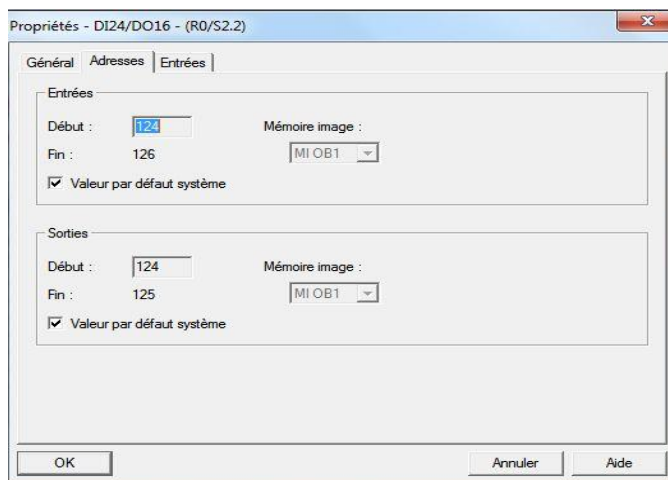 Propriétés - DI24/DO16 - (R0/S2.2)
Général Adresses Entrées
Entrées
Début : 124 Mémoire image :
Fin : 126 MI OB1
Valeur par défaut système
Sorties
Début : 124 Mémoire image :
Fin : 125 MI OB1
Valeur par défaut système
OK Annuler Aide